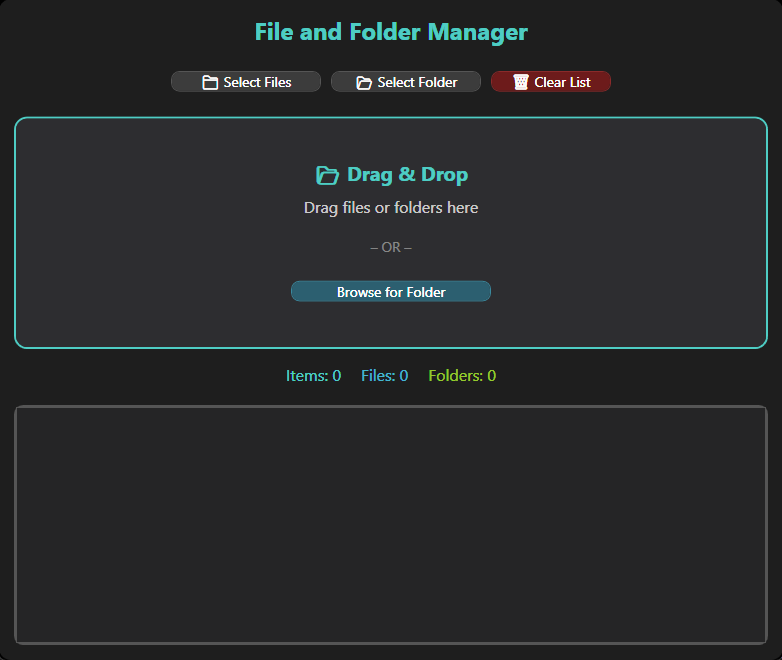 File and Folder Manager
Select Files Select Folder Clear List
Drag & Drop
Drag files or folders here
– OR –
Browse for Folder
Items: 0 Files: 0 Folders: 0